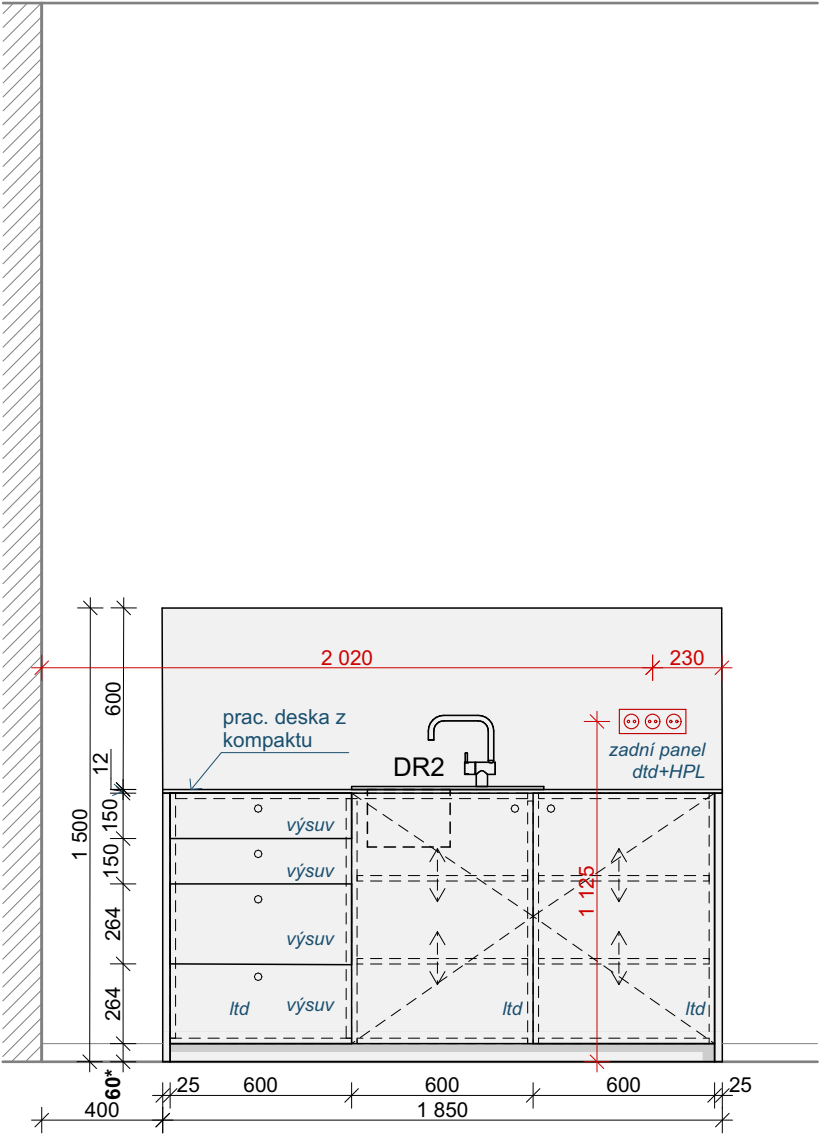 2 020
230
600
prac. deska z
kompaktu
zadní panel
dtd+HPL
DR2
12
1 500
150
výsuv
150
výsuv
1 125
264
výsuv
264
ltd
výsuv
ltd
ltd
60*
25
600
600
600
25
400
1 850